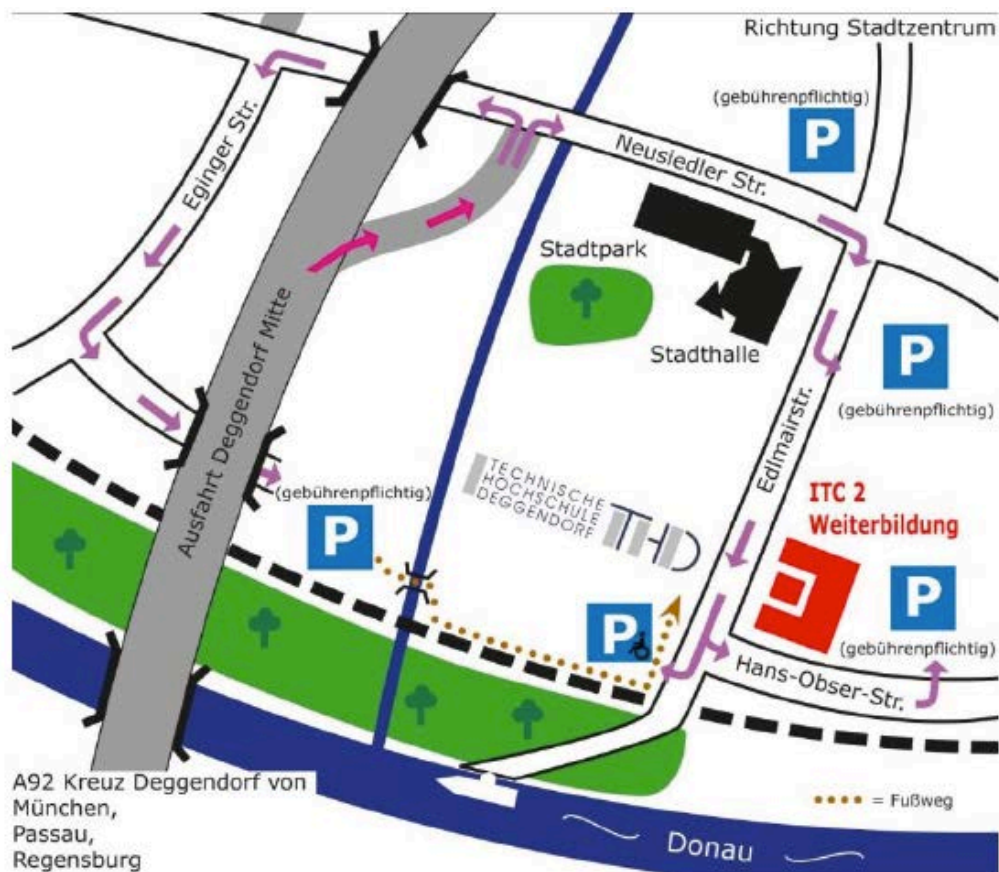 Richtung Stadtzentrum
(gebührenpflichtig)
P
Neusiedler Str.
Eginger Str.
Stadtpark
Stadthalle
P
(gebührenpflichtig)
Ausfahrt Deggendorf Mitte
Edlmairstr.
TECHNISCHE
HOCHSCHULE
DEGGENDORF
THD
ITC 2
Weiterbildung
(gebührenpflichtig)
P
P
P
(gebührenpflichtig)
Hans-Obser-Str.
A92 Kreuz Deggendorf von
München,
Passau,
Regensburg
= Fußweg
Donau